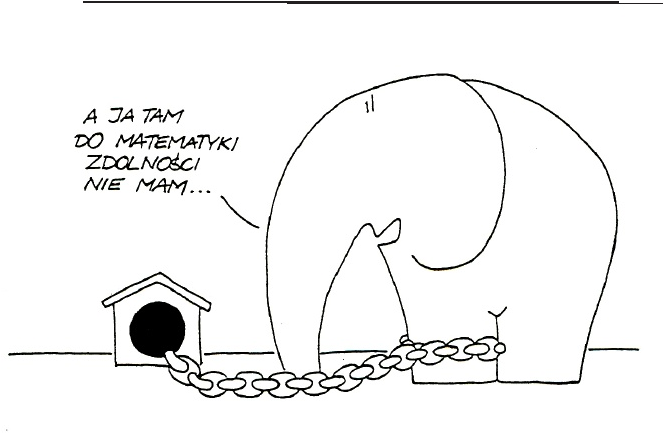 A JA TAM
DO MATEMATYKI
ZDOLNOŚCI
NIE MAM...